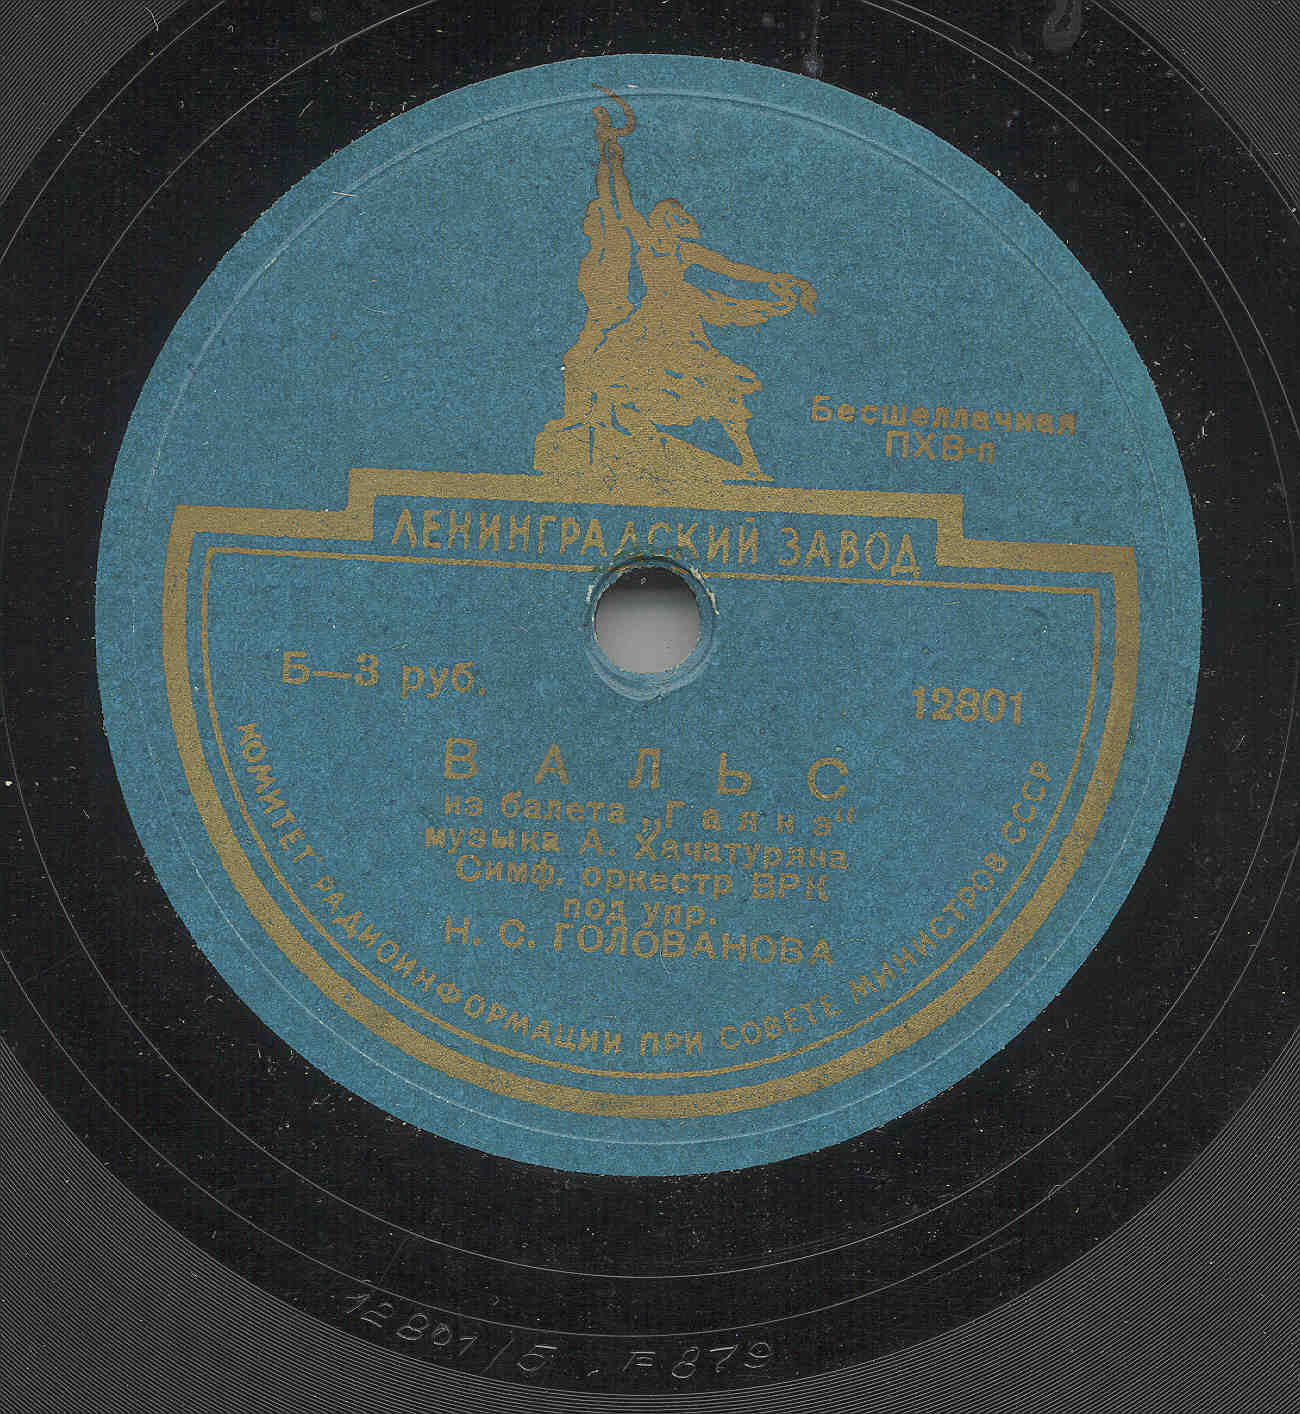 Бесшеллачная
ПХВ-п
ЛЕНИНГРАДСКИЙ ЗАВОД
Б—3 руб.
12801
ВАЛЬС
из балета „Гаянэ“
музыка А. Хачатуряна
Симф. оркестр ВРК
под упр.
Н. С. ГОЛОВАНОВА
КОМИТЕТ РАДИОИНФОРМАЦИИ ПРИ СОВЕТЕ МИНИСТРОВ СССР
12801/5 F=879